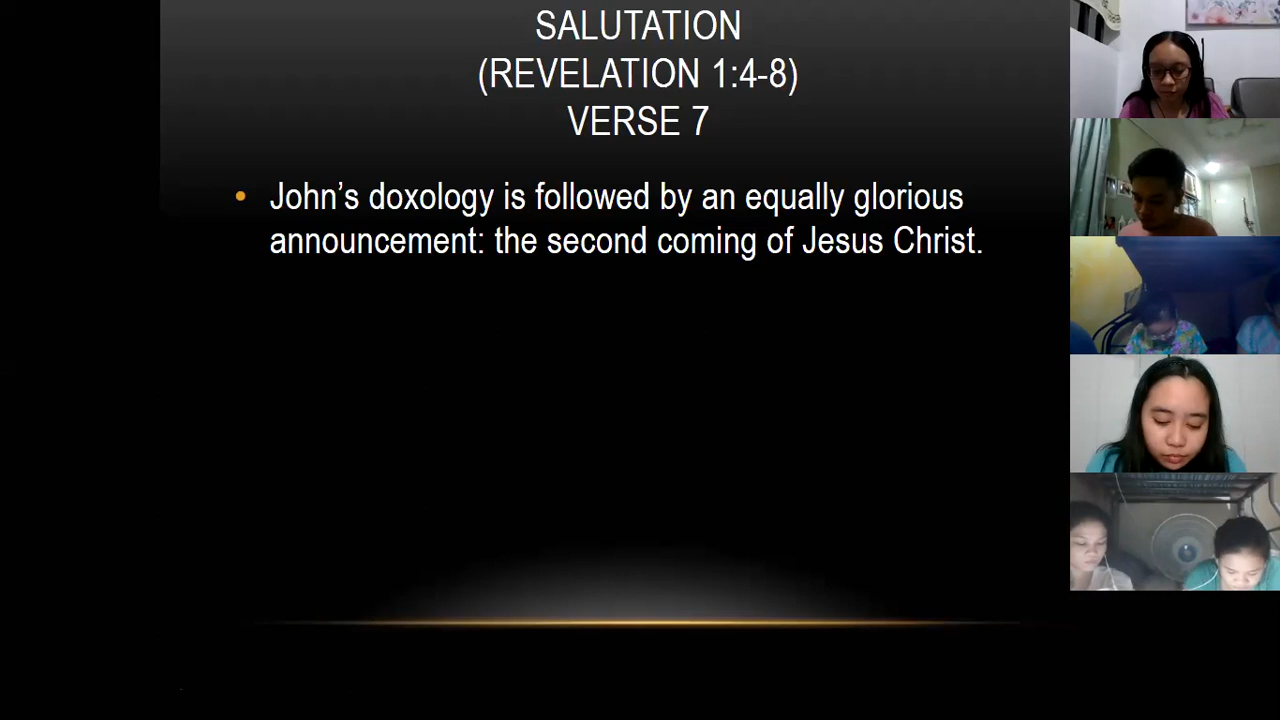 SALUTATION
(REVELATION 1:4-8)
VERSE 7
• John’s doxology is followed by an equally glorious
announcement: the second coming of Jesus Christ.